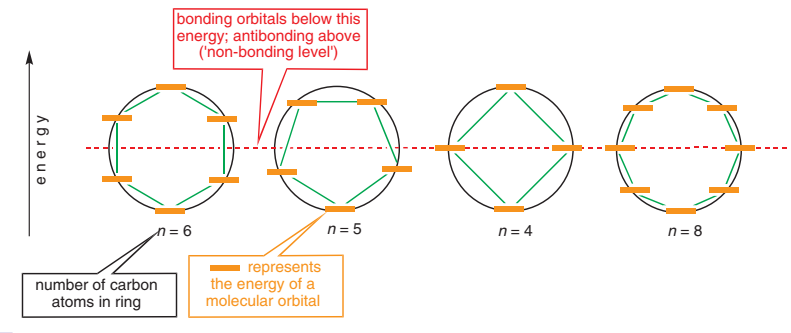 bonding orbitals below this
energy; antibonding above
('non-bonding level')
energy
n = 6
n = 5
n = 4
n = 8
number of carbon
atoms in ring
represents
the energy of a
molecular orbital